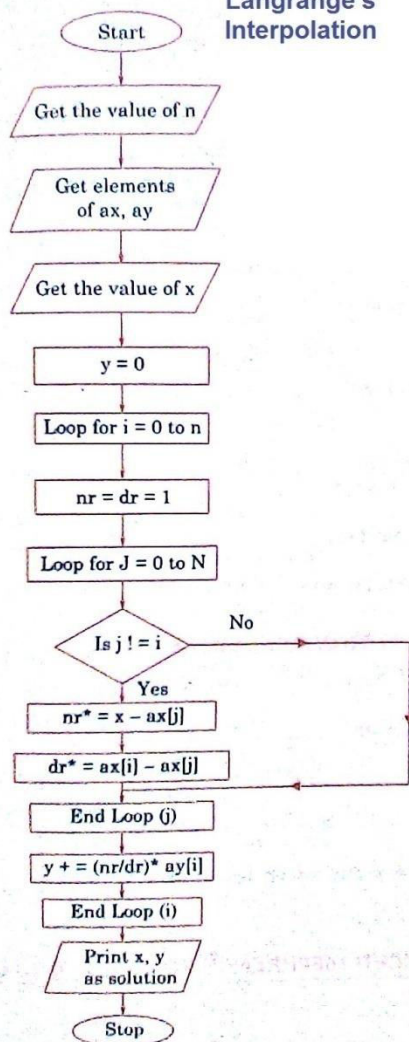 Langrange's
Interpolation
Start
Get the value of n
Get elements
of ax, ay
Get the value of x
y = 0
Loop for i = 0 to n
nr = dr = 1
Loop for J = 0 to N
Is j ! = i
No
Yes
nr* = x – ax[j]
dr* = ax[i] – ax[j]
End Loop (j)
y + = (nr/dr)* ay[i]
End Loop (i)
Print x, y
as solution
Stop